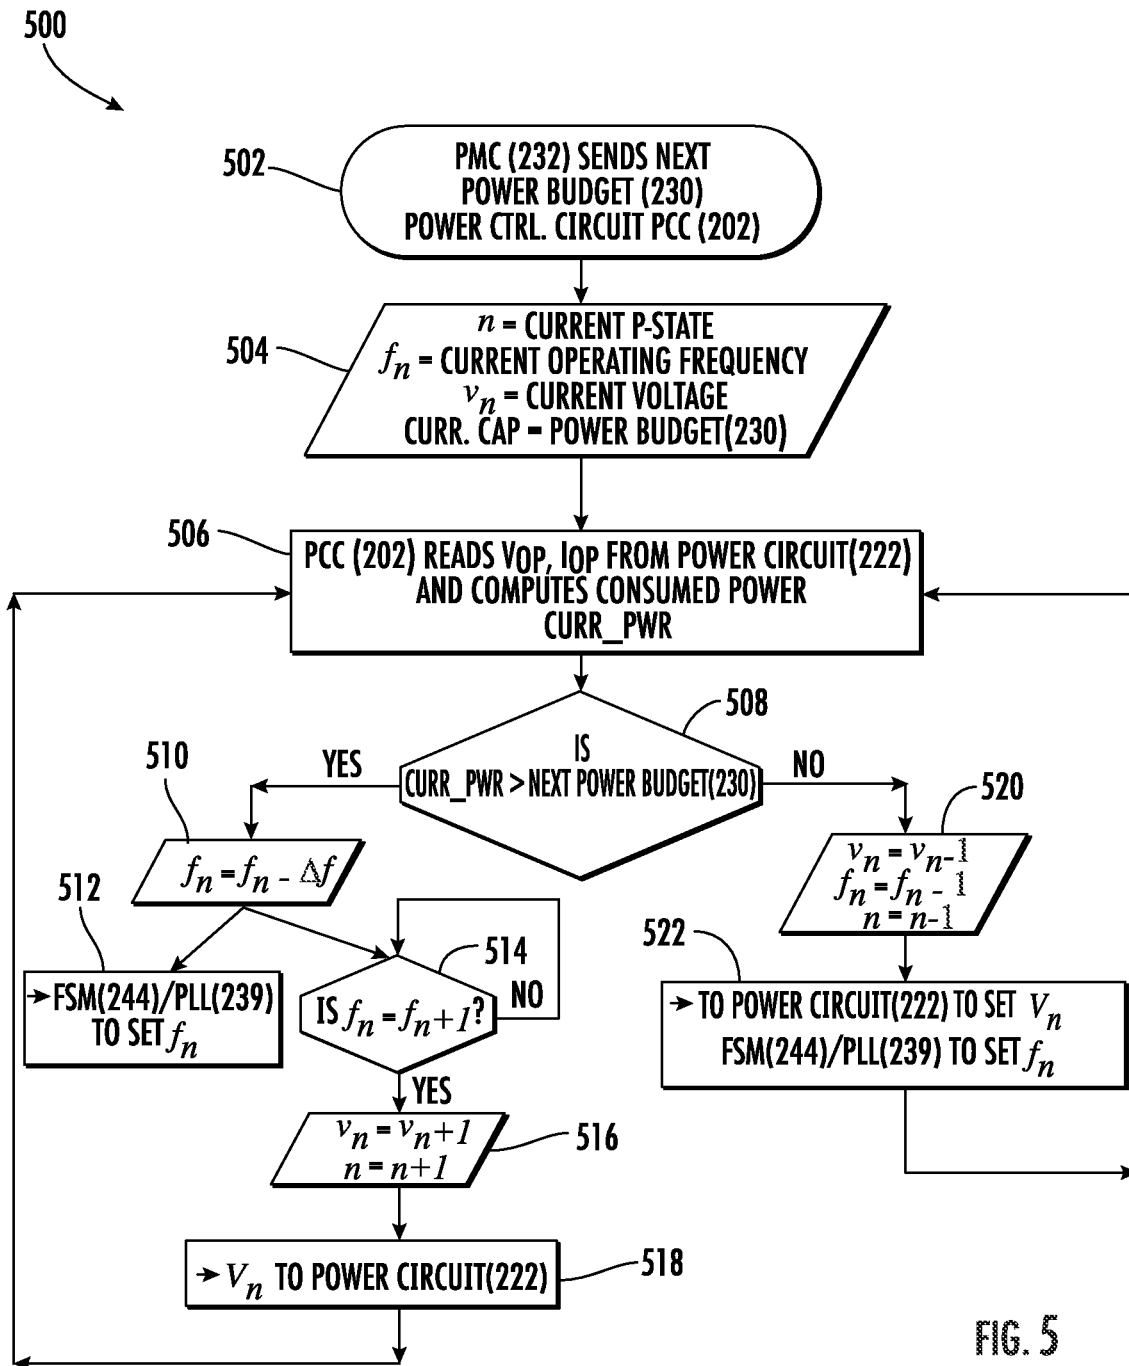 500
502
PMC (232) SENDS NEXT
POWER BUDGET (230)
POWER CTRL. CIRCUIT PCC (202)
504
n = CURRENT P-STATE
fn = CURRENT OPERATING FREQUENCY
vn = CURRENT VOLTAGE
CURR. CAP = POWER BUDGET(230)
506
PCC (202) READS VOP, IOP FROM POWER CIRCUIT(222)
AND COMPUTES CONSUMED POWER
CURR_PWR
508
IS
CURR_PWR > NEXT POWER BUDGET(230)
YES
NO
510
fn = fn - Δf
512
FSM(244)/PLL(239)
TO SET fn
514
IS fn = fn+1?
NO
YES
516
vn = vn+1
n = n+1
Vn TO POWER CIRCUIT(222)
518
520
vn = vn-1
fn = fn - 1
n = n-1
522
TO POWER CIRCUIT(222) TO SET Vn
FSM(244)/PLL(239) TO SET fn
FIG. 5